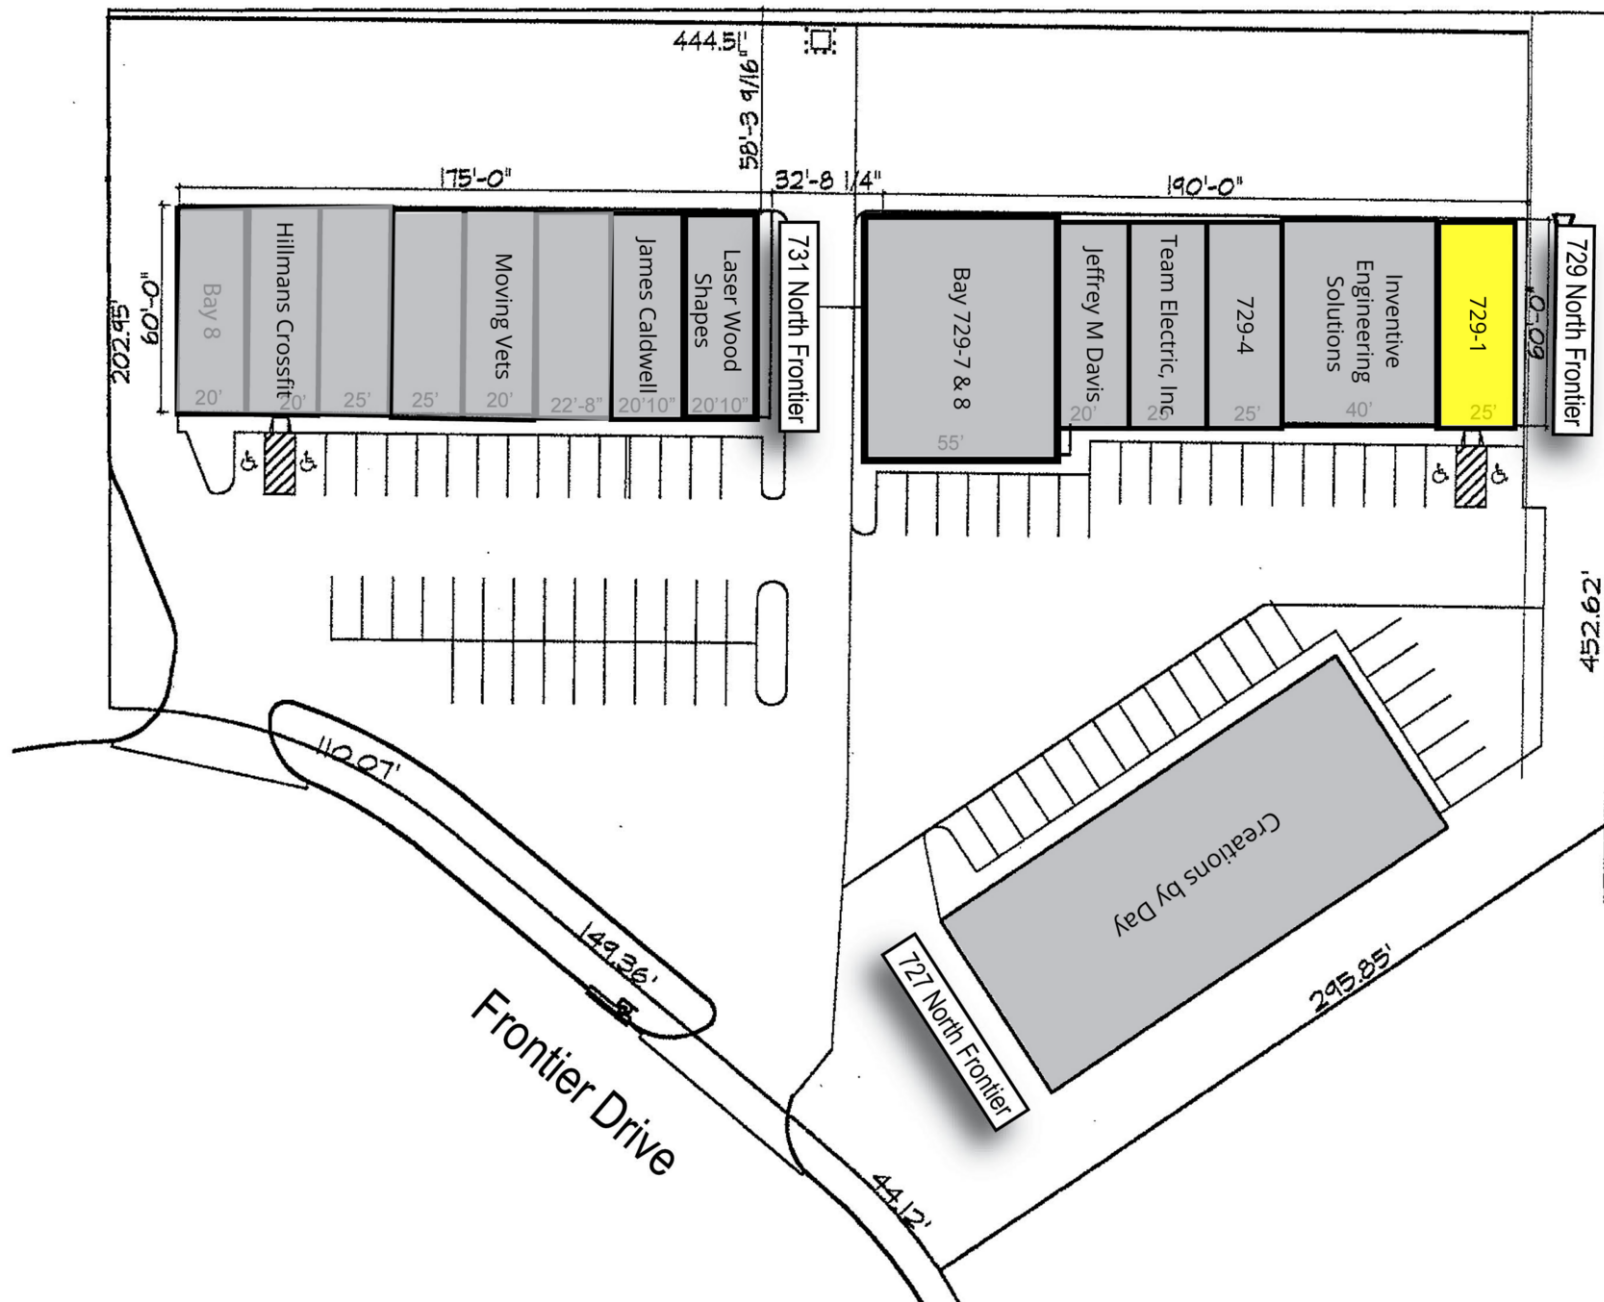 444.51'
58'-3 9/16"
175'-0"
32'-8 1/4"
190'-0"
202.95'
60'-0"
Bay 8
20'
Hillmans Crossfit
20'
25'
25'
Moving Vets
20'
22'-8"
James Caldwell
20'10"
Laser Wood
Shapes
20'10"
731 North Frontier
Bay 729-7 & 8
55'
Jeffrey M Davis
20'
Team Electric, Inc
25'
729-4
25'
Inventive
Engineering
Solutions
40'
729-1
25'
60'-0"
729 North Frontier
452.62'
110.07'
149.36'
Frontier Drive
Creations by Day
727 North Frontier
295.85'
44.12'